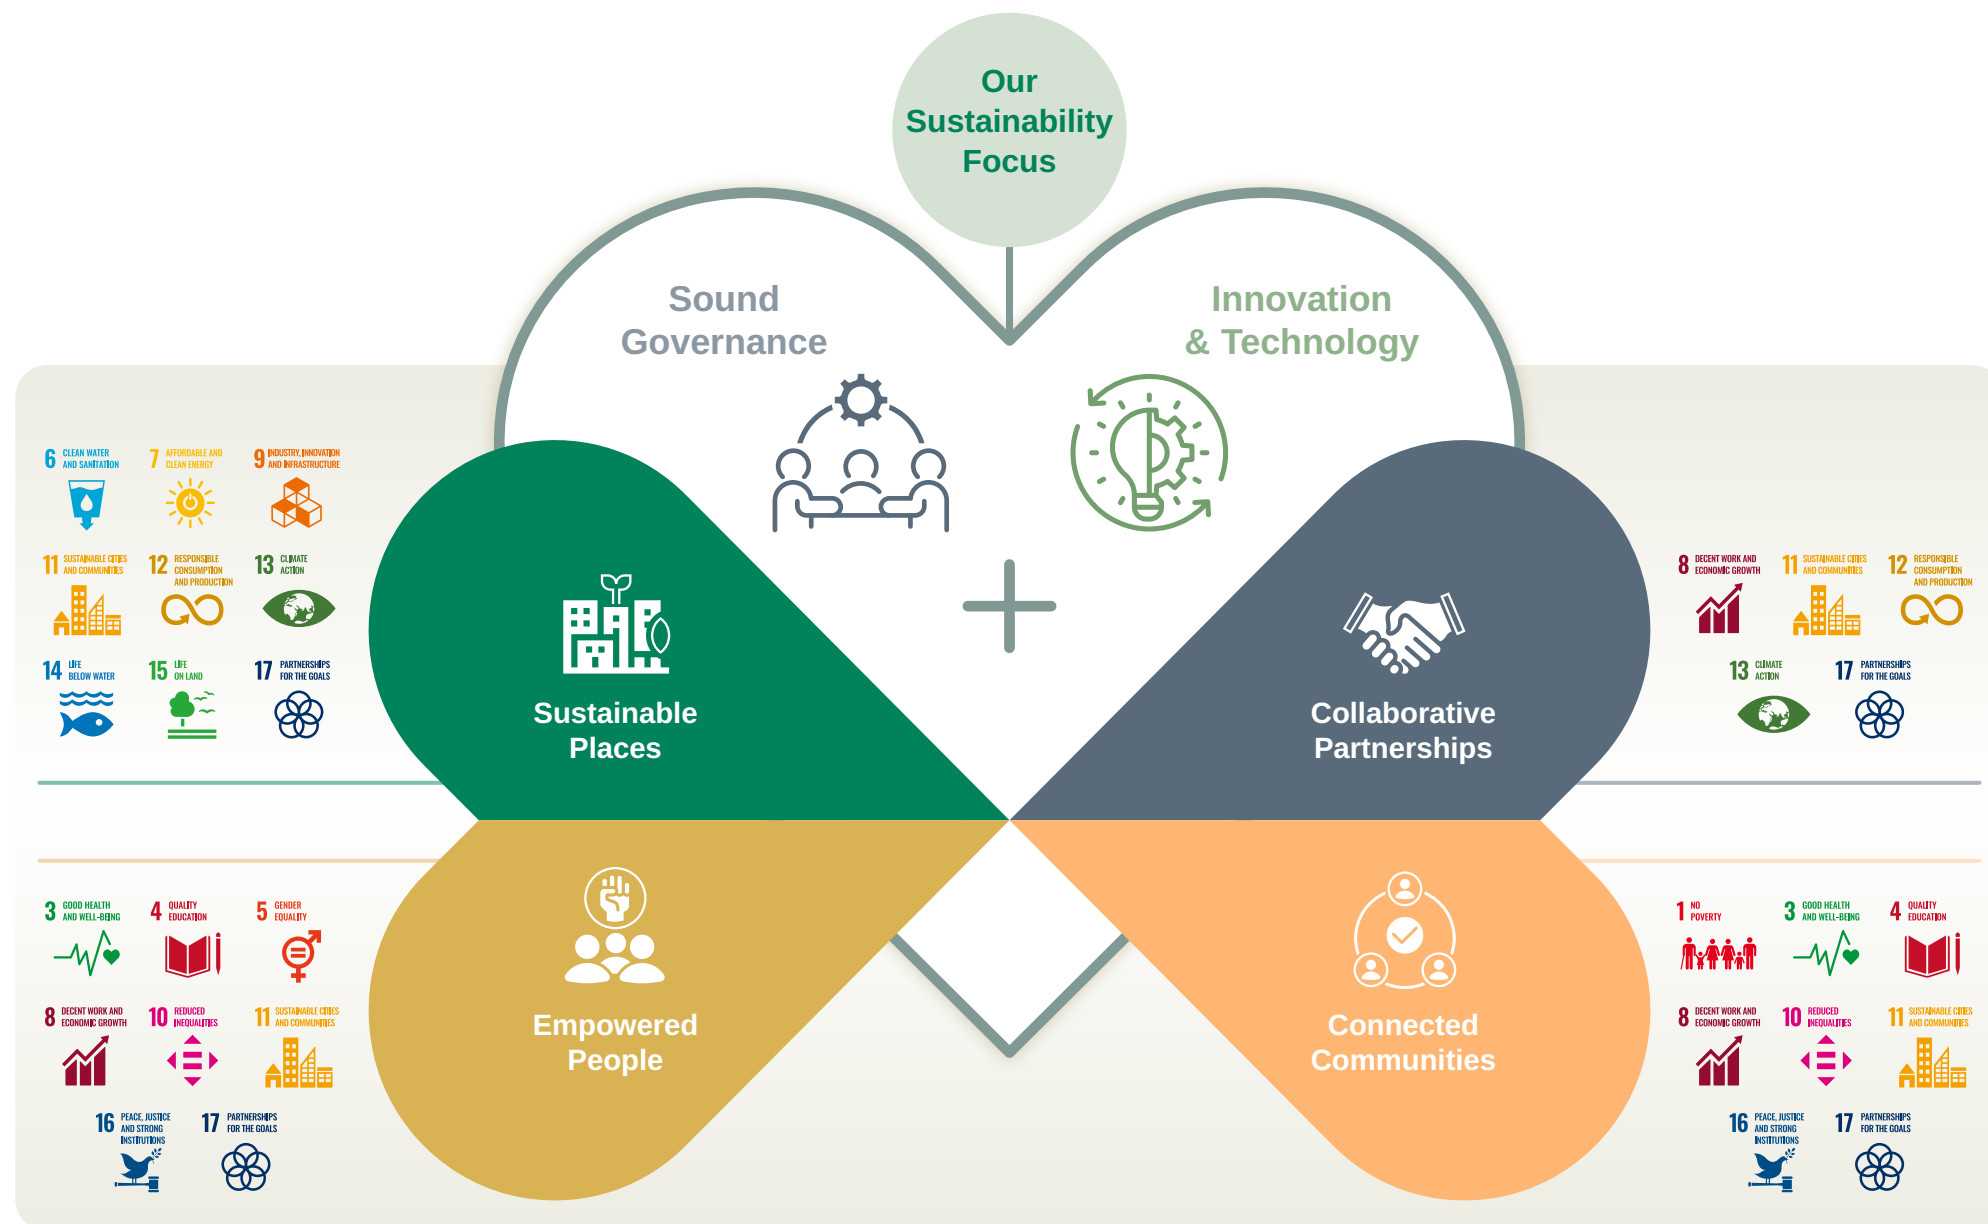 Our
Sustainability
Focus
Sound
Governance
Innovation
& Technology
6 CLEAN WATER
AND SANITATION
7 AFFORDABLE AND
CLEAN ENERGY
9 INDUSTRY, INNOVATION
AND INFRASTRUCTURE
11 SUSTAINABLE CITIES
AND COMMUNITIES
12 RESPONSIBLE
CONSUMPTION
AND PRODUCTION
13 CLIMATE
ACTION
14 LIFE
BELOW WATER
15 LIFE
ON LAND
17 PARTNERSHIPS
FOR THE GOALS
Sustainable
Places
Collaborative
Partnerships
8 DECENT WORK AND
ECONOMIC GROWTH
11 SUSTAINABLE CITIES
AND COMMUNITIES
12 RESPONSIBLE
CONSUMPTION
AND PRODUCTION
13 CLIMATE
ACTION
17 PARTNERSHIPS
FOR THE GOALS
3 GOOD HEALTH
AND WELL-BEING
4 QUALITY
EDUCATION
5 GENDER
EQUALITY
8 DECENT WORK AND
ECONOMIC GROWTH
10 REDUCED
INEQUALITIES
11 SUSTAINABLE CITIES
AND COMMUNITIES
16 PEACE, JUSTICE
AND STRONG
INSTITUTIONS
17 PARTNERSHIPS
FOR THE GOALS
Empowered
People
Connected
Communities
1 NO
POVERTY
3 GOOD HEALTH
AND WELL-BEING
4 QUALITY
EDUCATION
8 DECENT WORK AND
ECONOMIC GROWTH
10 REDUCED
INEQUALITIES
11 SUSTAINABLE CITIES
AND COMMUNITIES
16 PEACE, JUSTICE
AND STRONG
INSTITUTIONS
17 PARTNERSHIPS
FOR THE GOALS